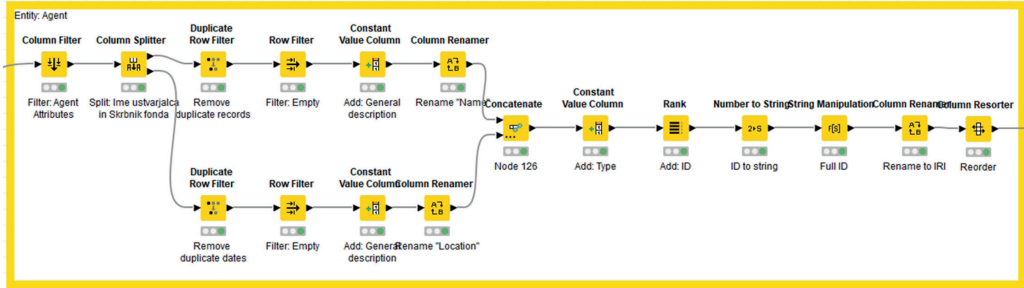 Entity: Agent
Duplicate
Row Filter
Constant
Value Column
Column Filter
Column Splitter
Row Filter
Column Renamer
Filter: Agent
Attributes
Split: Ime ustvarjalca
in Skrbnik fonda
Remove
duplicate records
Filter: Empty
Add: General
description
Rename "Name"
Concatenate
Node 126
Constant
Value Column
Add: Type
Rank
Add: ID
Number to String
ID to string
String Manipulation
Full ID
Column Renamer
Rename to IRI
Column Resorter
Reorder
Duplicate
Row Filter
Remove
duplicate dates
Row Filter
Filter: Empty
Constant
Value Column
Add: General
description
Column Renamer
Rename "Location"